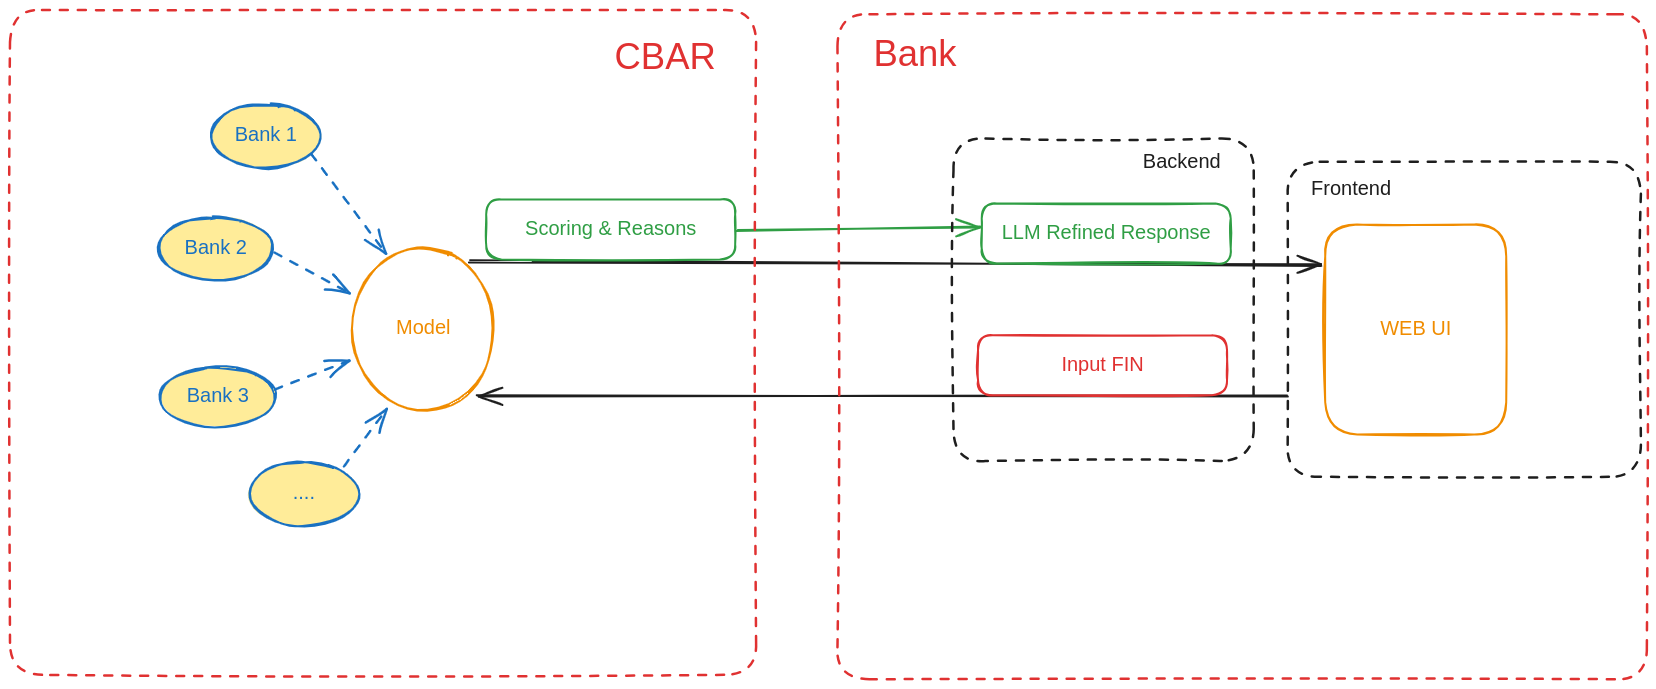 CBAR
Bank 1
Bank 2
Bank 3
....
Model
Scoring & Reasons
Bank
Backend
LLM Refined Response
Input FIN
Frontend
WEB UI